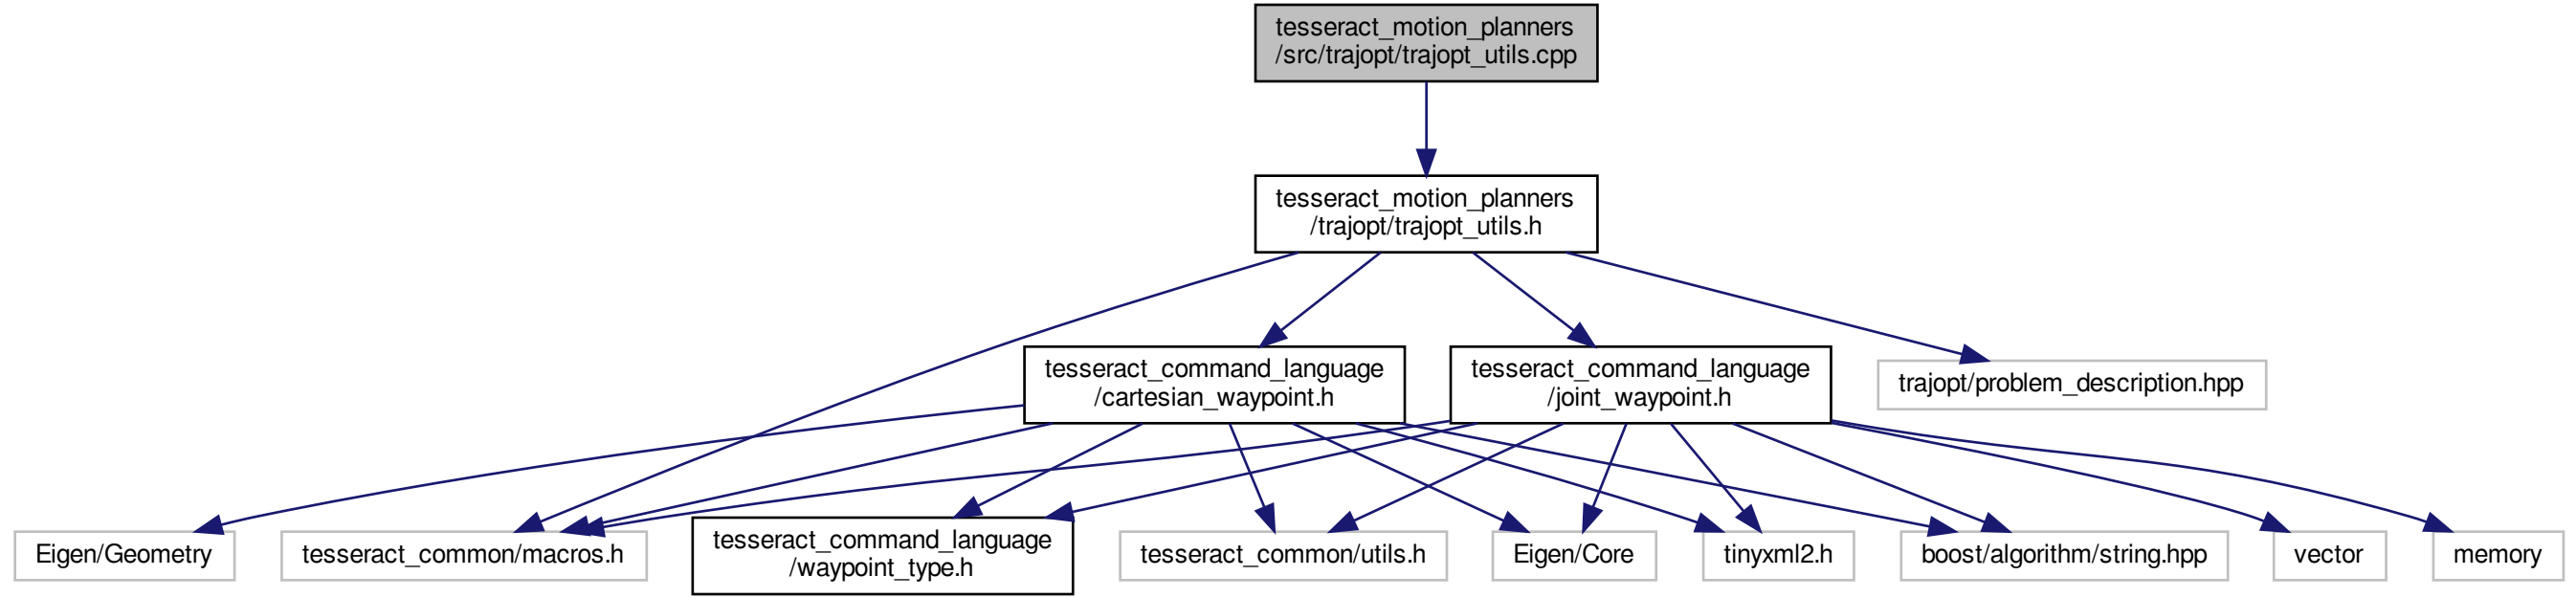 tesseract_motion_planners
/src/trajopt/trajopt_utils.cpp
tesseract_motion_planners
/trajopt/trajopt_utils.h
tesseract_command_language
/cartesian_waypoint.h
tesseract_command_language
/joint_waypoint.h
trajopt/problem_description.hpp
Eigen/Geometry
tesseract_common/macros.h
tesseract_command_language
/waypoint_type.h
tesseract_common/utils.h
Eigen/Core
tinyxml2.h
boost/algorithm/string.hpp
vector
memory